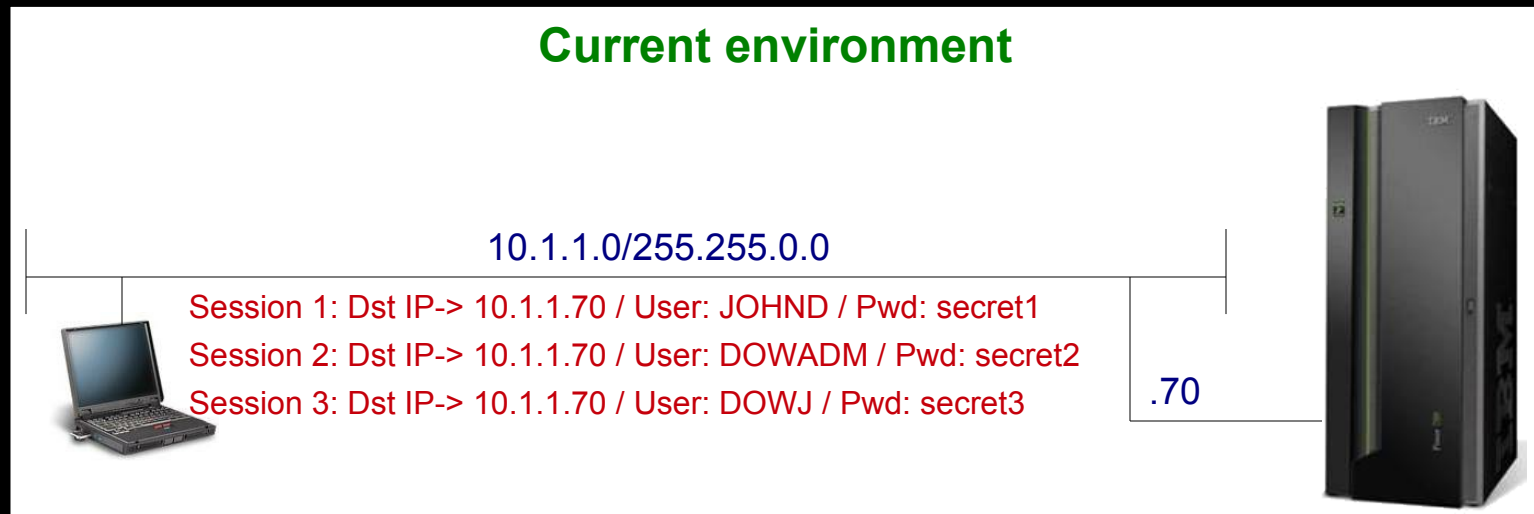 Current environment
IBM
10.1.1.0/255.255.0.0
Session 1: Dst IP-> 10.1.1.70 / User: JOHND / Pwd: secret1
Session 2: Dst IP-> 10.1.1.70 / User: DOWADM / Pwd: secret2
Session 3: Dst IP-> 10.1.1.70 / User: DOWJ / Pwd: secret3
.70
IBM